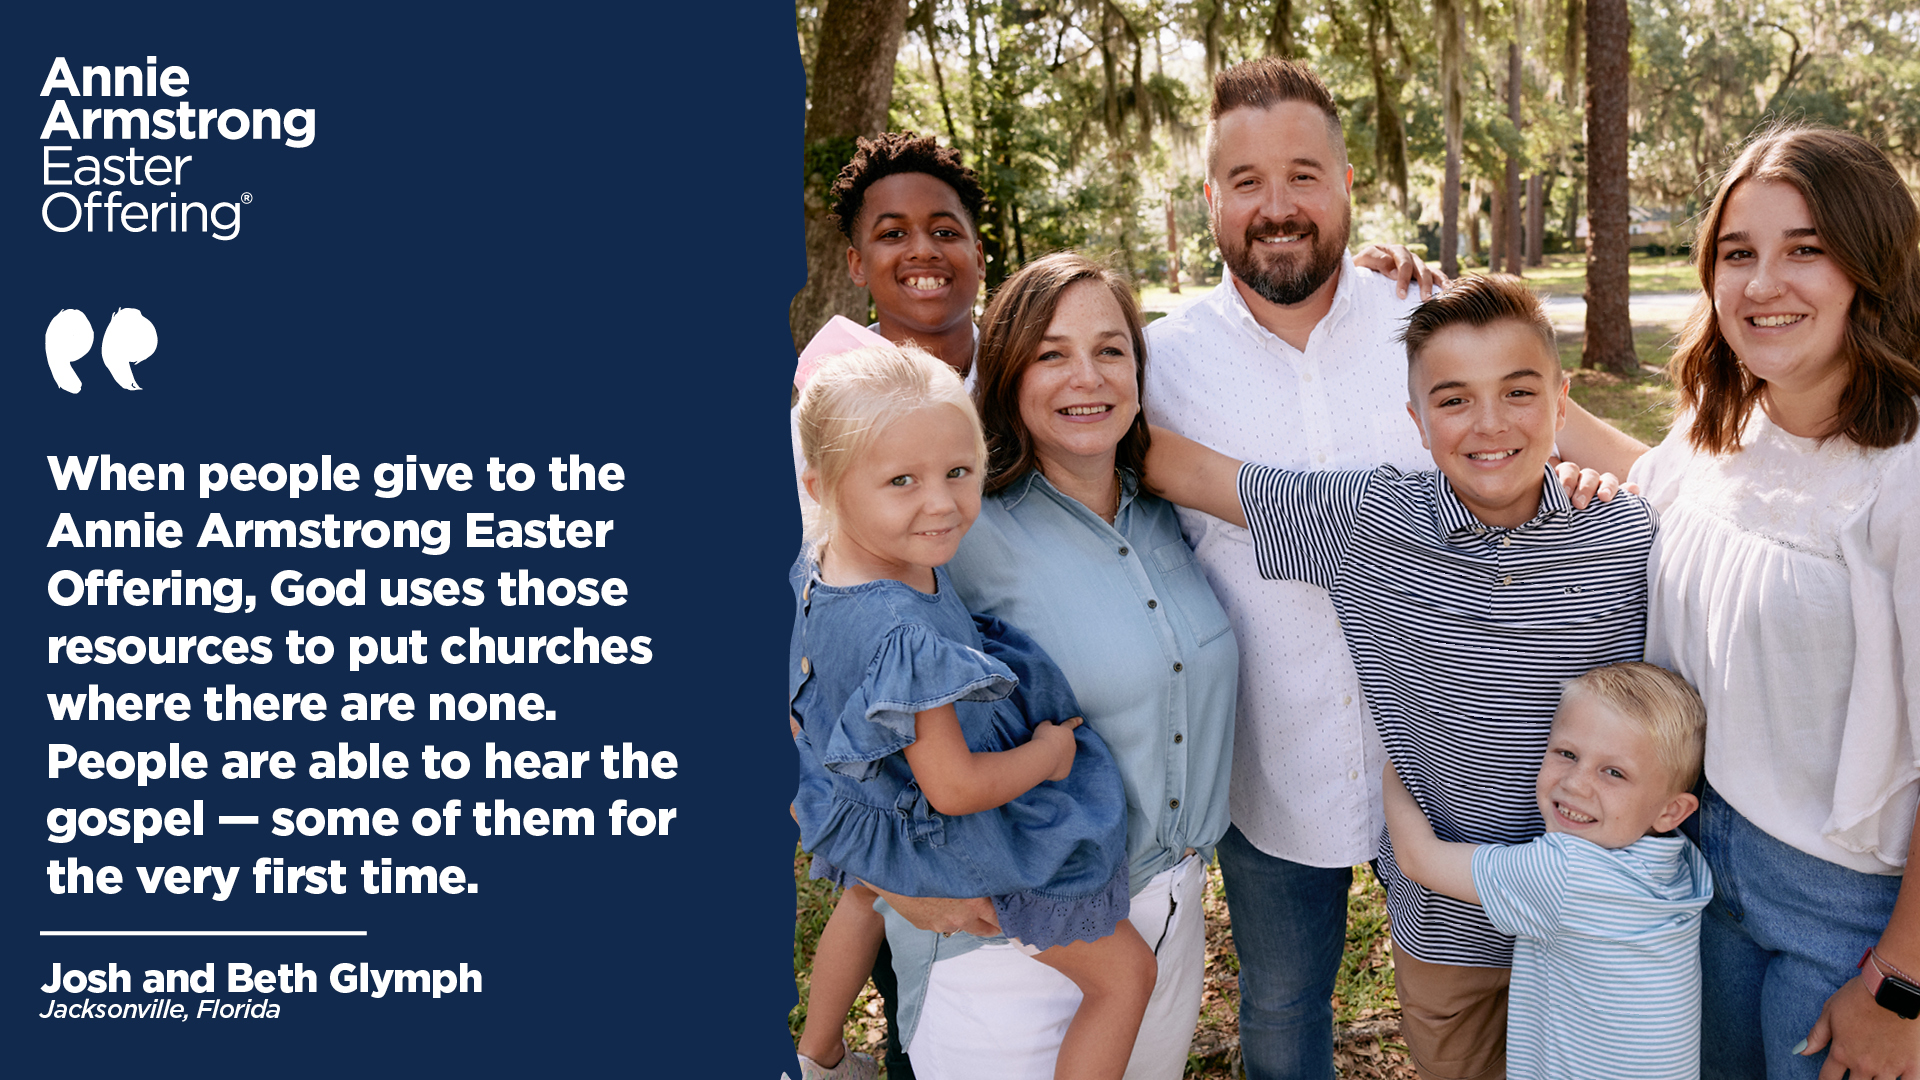 Annie
Armstrong
Easter
Offering®
When people give to the
Annie Armstrong Easter
Offering, God uses those
resources to put churches
where there are none.
People are able to hear the
gospel — some of them for
the very first time.
Josh and Beth Glymph
Jacksonville, Florida